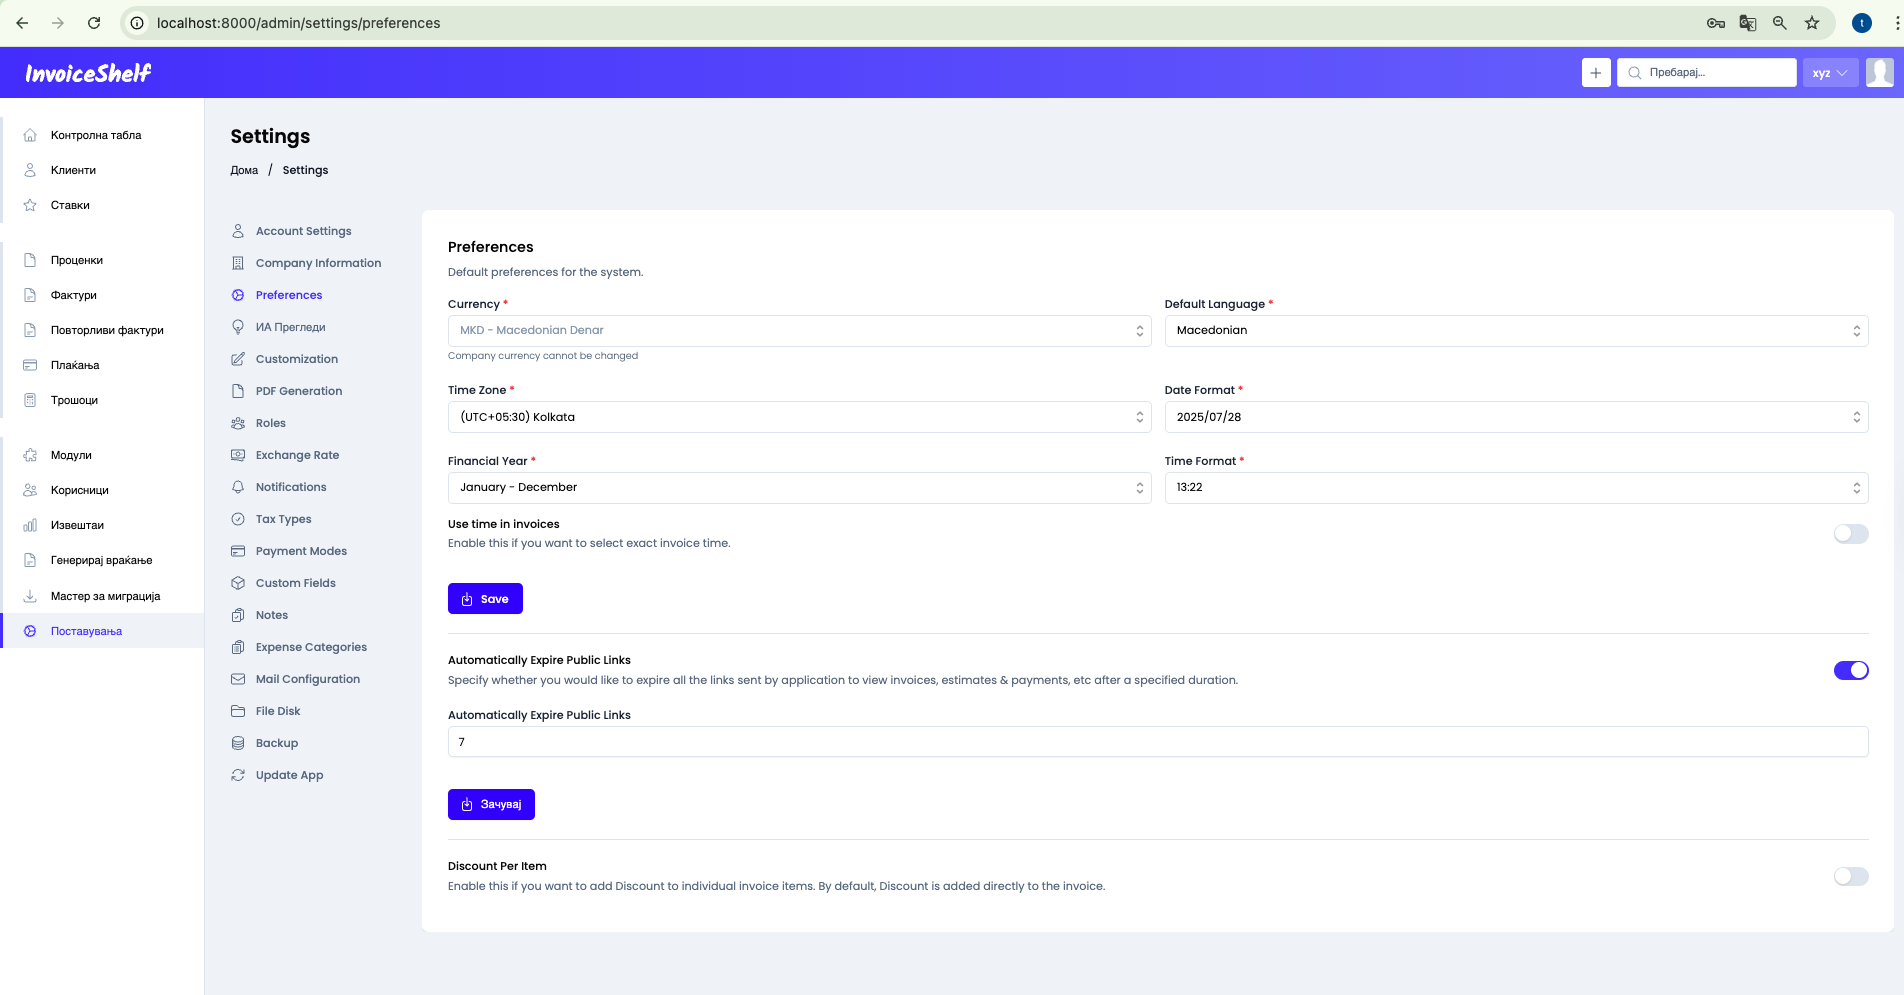 localhost:8000/admin/settings/preferences
t
InvoiceShelf
Пребарај...
xyz
Контролна табла
Клиенти
Ставки
Проценки
Фактури
Повторливи фактури
Плаќања
Трошоци
Модули
Корисници
Извештаи
Генерирај враќање
Мастер за миграција
Поставувања
Settings
Дома / Settings
Account Settings
Company Information
Preferences
ИА Прегледи
Customization
PDF Generation
Roles
Exchange Rate
Notifications
Tax Types
Payment Modes
Custom Fields
Notes
Expense Categories
Mail Configuration
File Disk
Backup
Update App
Preferences
Default preferences for the system.
Currency *
MKD - Macedonian Denar
Company currency cannot be changed
Default Language *
Macedonian
Time Zone *
(UTC+05:30) Kolkata
Date Format *
2025/07/28
Financial Year *
January - December
Time Format *
13:22
Use time in invoices
Enable this if you want to select exact invoice time.
Save
Automatically Expire Public Links
Specify whether you would like to expire all the links sent by application to view invoices, estimates & payments, etc after a specified duration.
Automatically Expire Public Links
7
Зачувај
Discount Per Item
Enable this if you want to add Discount to individual invoice items. By default, Discount is added directly to the invoice.